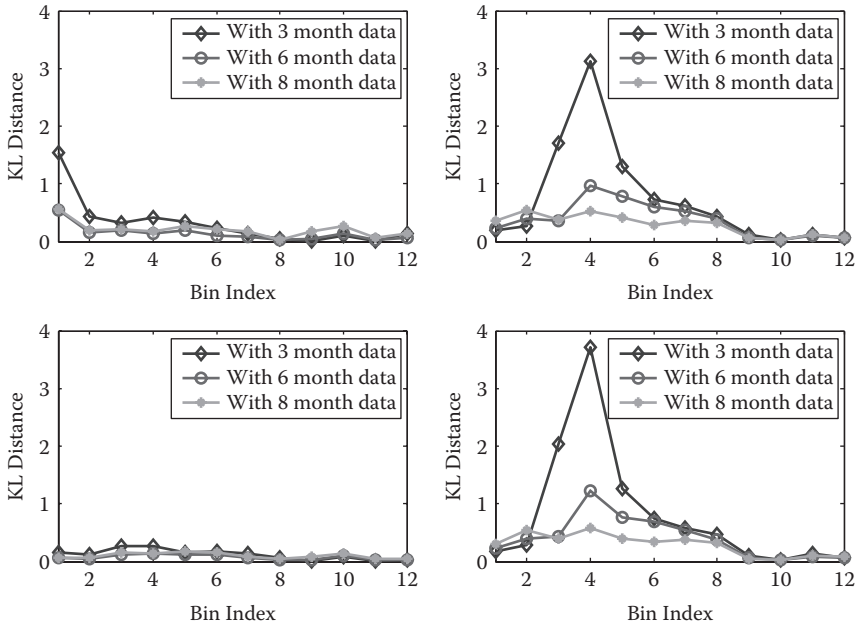 4
With 3 month data
With 6 month data
With 8 month data
3
2
1
0
KL Distance
2 4 6 8 10 12
Bin Index
4
With 3 month data
With 6 month data
With 8 month data
3
2
1
0
KL Distance
2 4 6 8 10 12
Bin Index
4
With 3 month data
With 6 month data
With 8 month data
3
2
1
0
KL Distance
2 4 6 8 10 12
Bin Index
4
With 3 month data
With 6 month data
With 8 month data
3
2
1
0
KL Distance
2 4 6 8 10 12
Bin Index